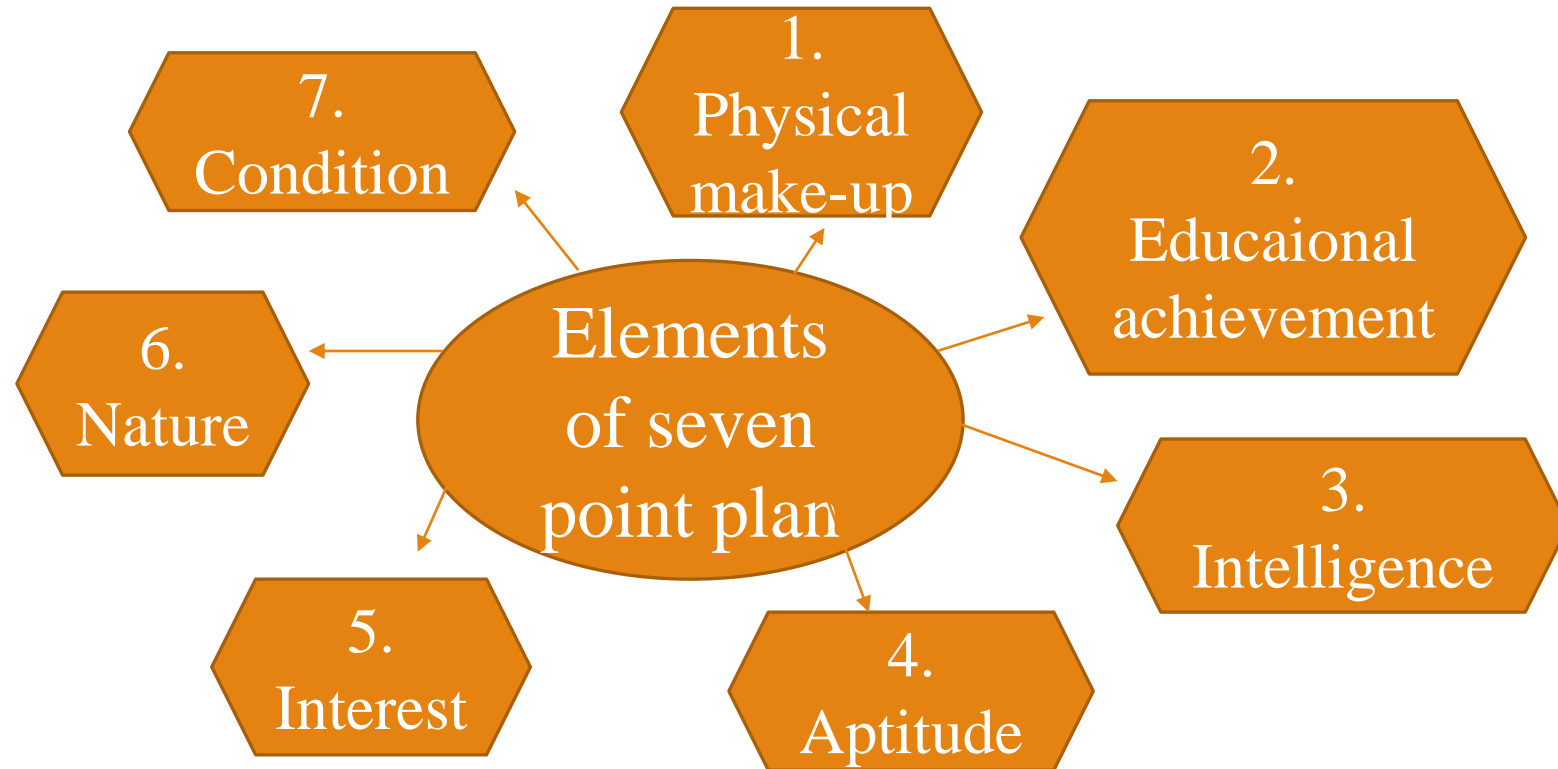 1.
Physical
make-up
2.
Educaional
achievement
3.
Intelligence
4.
Aptitude
5.
Interest
6.
Nature
7.
Condition
Elements
of seven
point plan